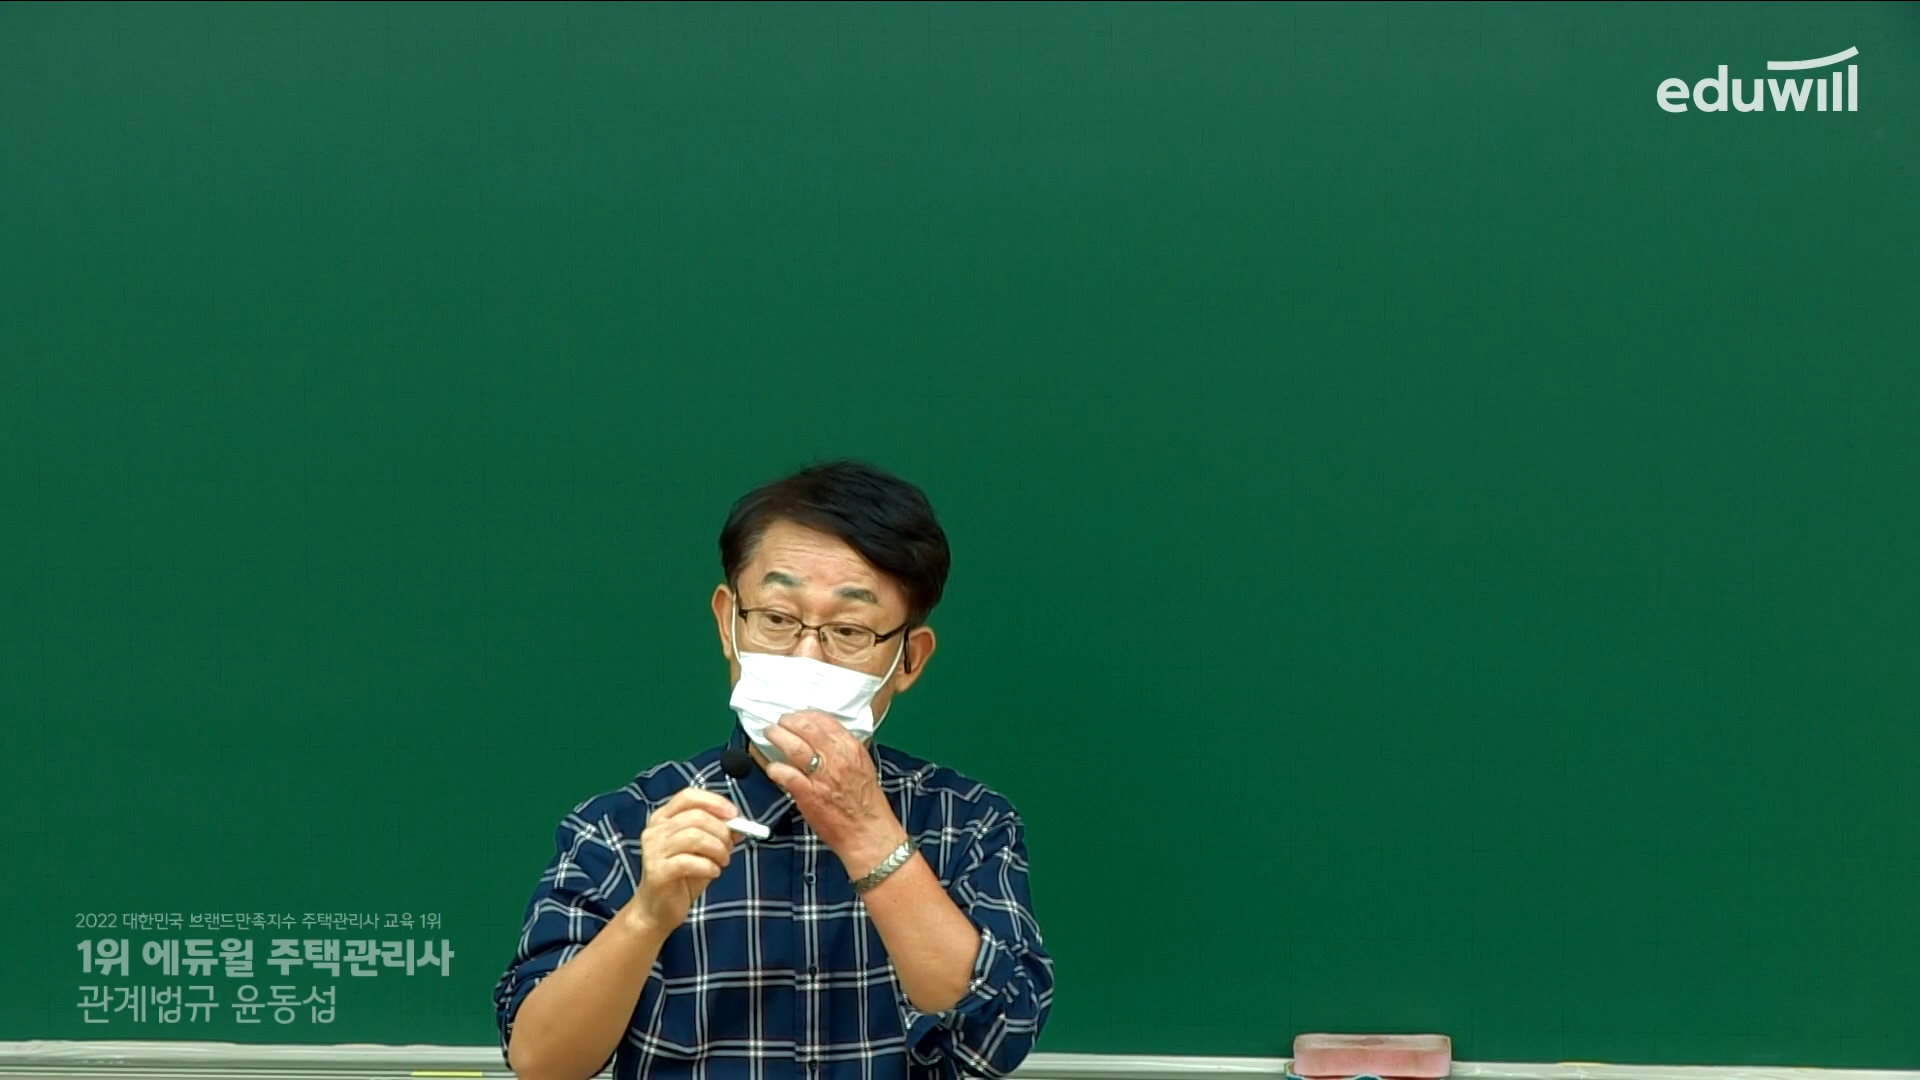 eduwill
2022 대한민국 브랜드만족지수 주택관리사 교육 1위
1위 에듀윌 주택관리사
관계법규 윤동섭